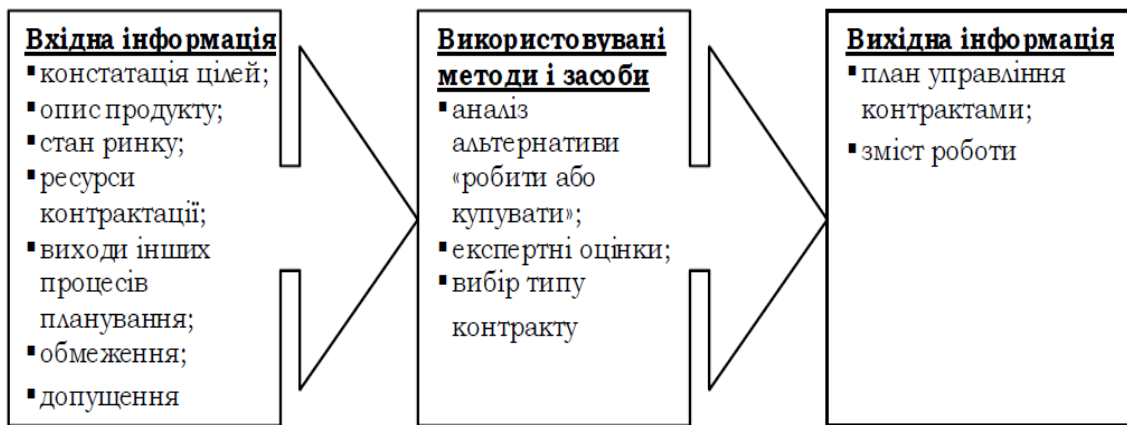 Вхідна інформація
▪констатація цілей;
▪опис продукту;
▪стан ринку;
▪ресурси
контрактації;
▪виходи інших
процесів
планування;
▪обмеження;
▪допущення
Використовувані
методи і засоби
▪аналіз
альтернативи
«робити або
купувати»;
▪експертні оцінки;
▪вибір типу
контракту
Вихідна інформація
▪план управління
контрактами;
▪зміст роботи